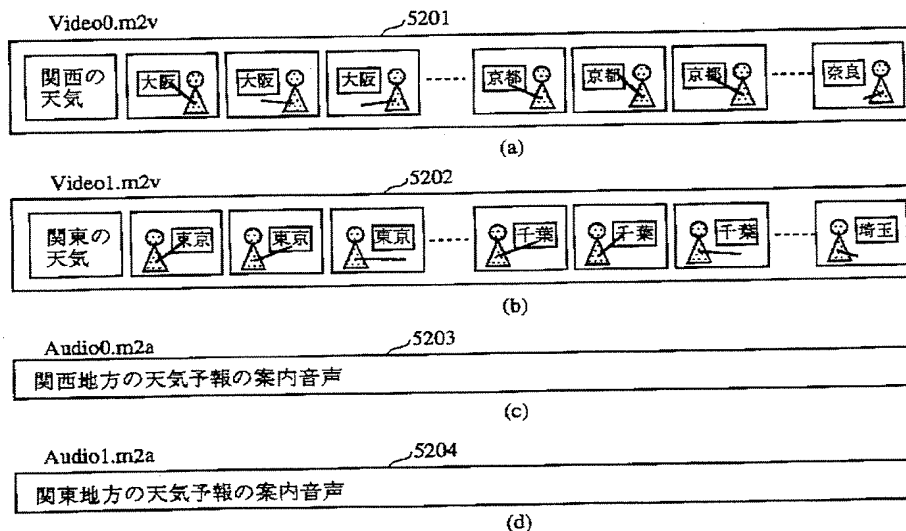 Video0.m2v
5201
関西の
天気
大阪 大阪 大阪 京都 京都 京都 奈良
(a)
Video1.m2v
5202
関東の
天気
東京 東京 東京 千葉 千葉 千葉 埼玉
(b)
Audio0.m2a
5203
関西地方の天気予報の案内音声
(c)
Audio1.m2a
5204
関東地方の天気予報の案内音声
(d)